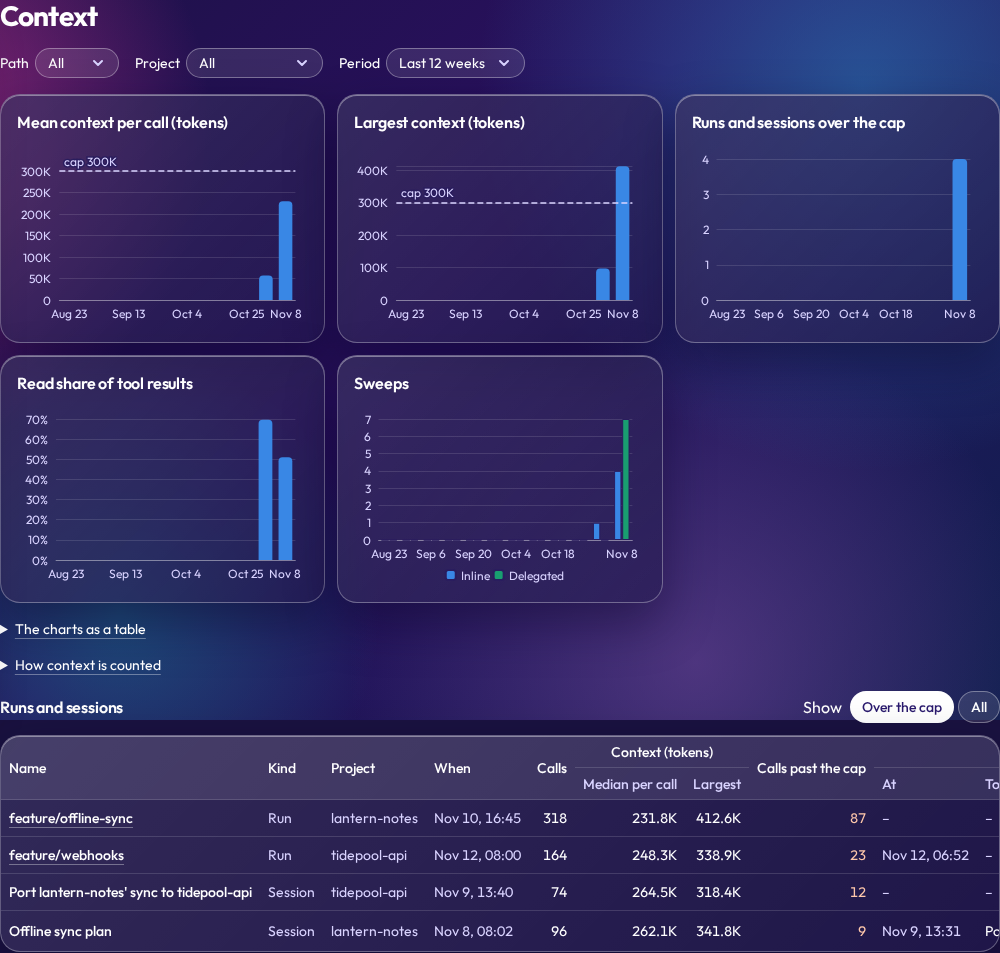 Context
Path All Project All Period Last 12 weeks
Mean context per call (tokens)
cap 300K
300K
250K
200K
150K
100K
50K
0
Aug 23 Sep 13 Oct 4 Oct 25 Nov 8
Largest context (tokens)
400K
cap 300K
300K
200K
100K
0
Aug 23 Sep 13 Oct 4 Oct 25 Nov 8
Runs and sessions over the cap
4
3
2
1
0
Aug 23 Sep 6 Sep 20 Oct 4 Oct 18 Nov 8
Read share of tool results
70%
60%
50%
40%
30%
20%
10%
0%
Aug 23 Sep 13 Oct 4 Oct 25 Nov 8
Sweeps
7
6
5
4
3
2
1
0
Aug 23 Sep 6 Sep 20 Oct 4 Oct 18 Nov 8
Inline Delegated
The charts as a table
How context is counted
Runs and sessions Show Over the cap All
Context (tokens)
Name Kind Project When Calls Calls past the cap
Median per call Largest At To
feature/offline-sync Run lantern-notes Nov 10, 16:45 318 231.8K 412.6K 87 – –
feature/webhooks Run tidepool-api Nov 12, 08:00 164 248.3K 338.9K 23 Nov 12, 06:52 –
Port lantern-notes' sync to tidepool-api Session tidepool-api Nov 9, 13:40 74 264.5K 318.4K 12 – –
Offline sync plan Session lantern-notes Nov 8, 08:02 96 262.1K 341.8K 9 Nov 9, 13:31 Po